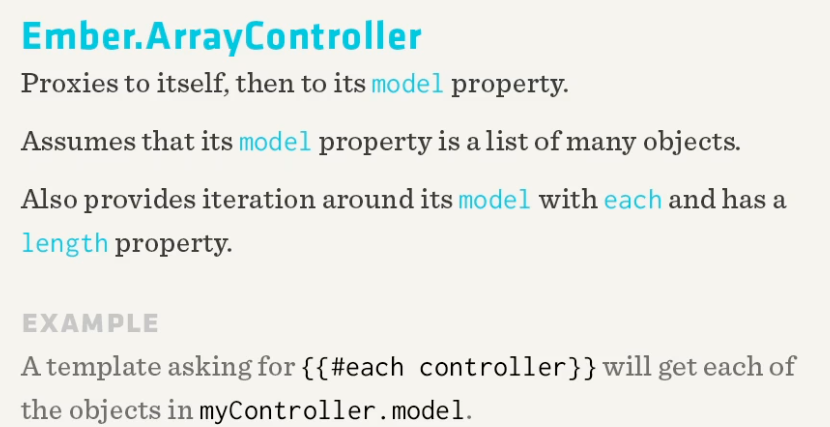 Ember.ArrayController
Proxies to itself, then to its model property.
Assumes that its model property is a list of many objects.
Also provides iteration around its model with each and has a
length property.
EXAMPLE
A template asking for {{#each controller}} will get each of
the objects in myController.model.